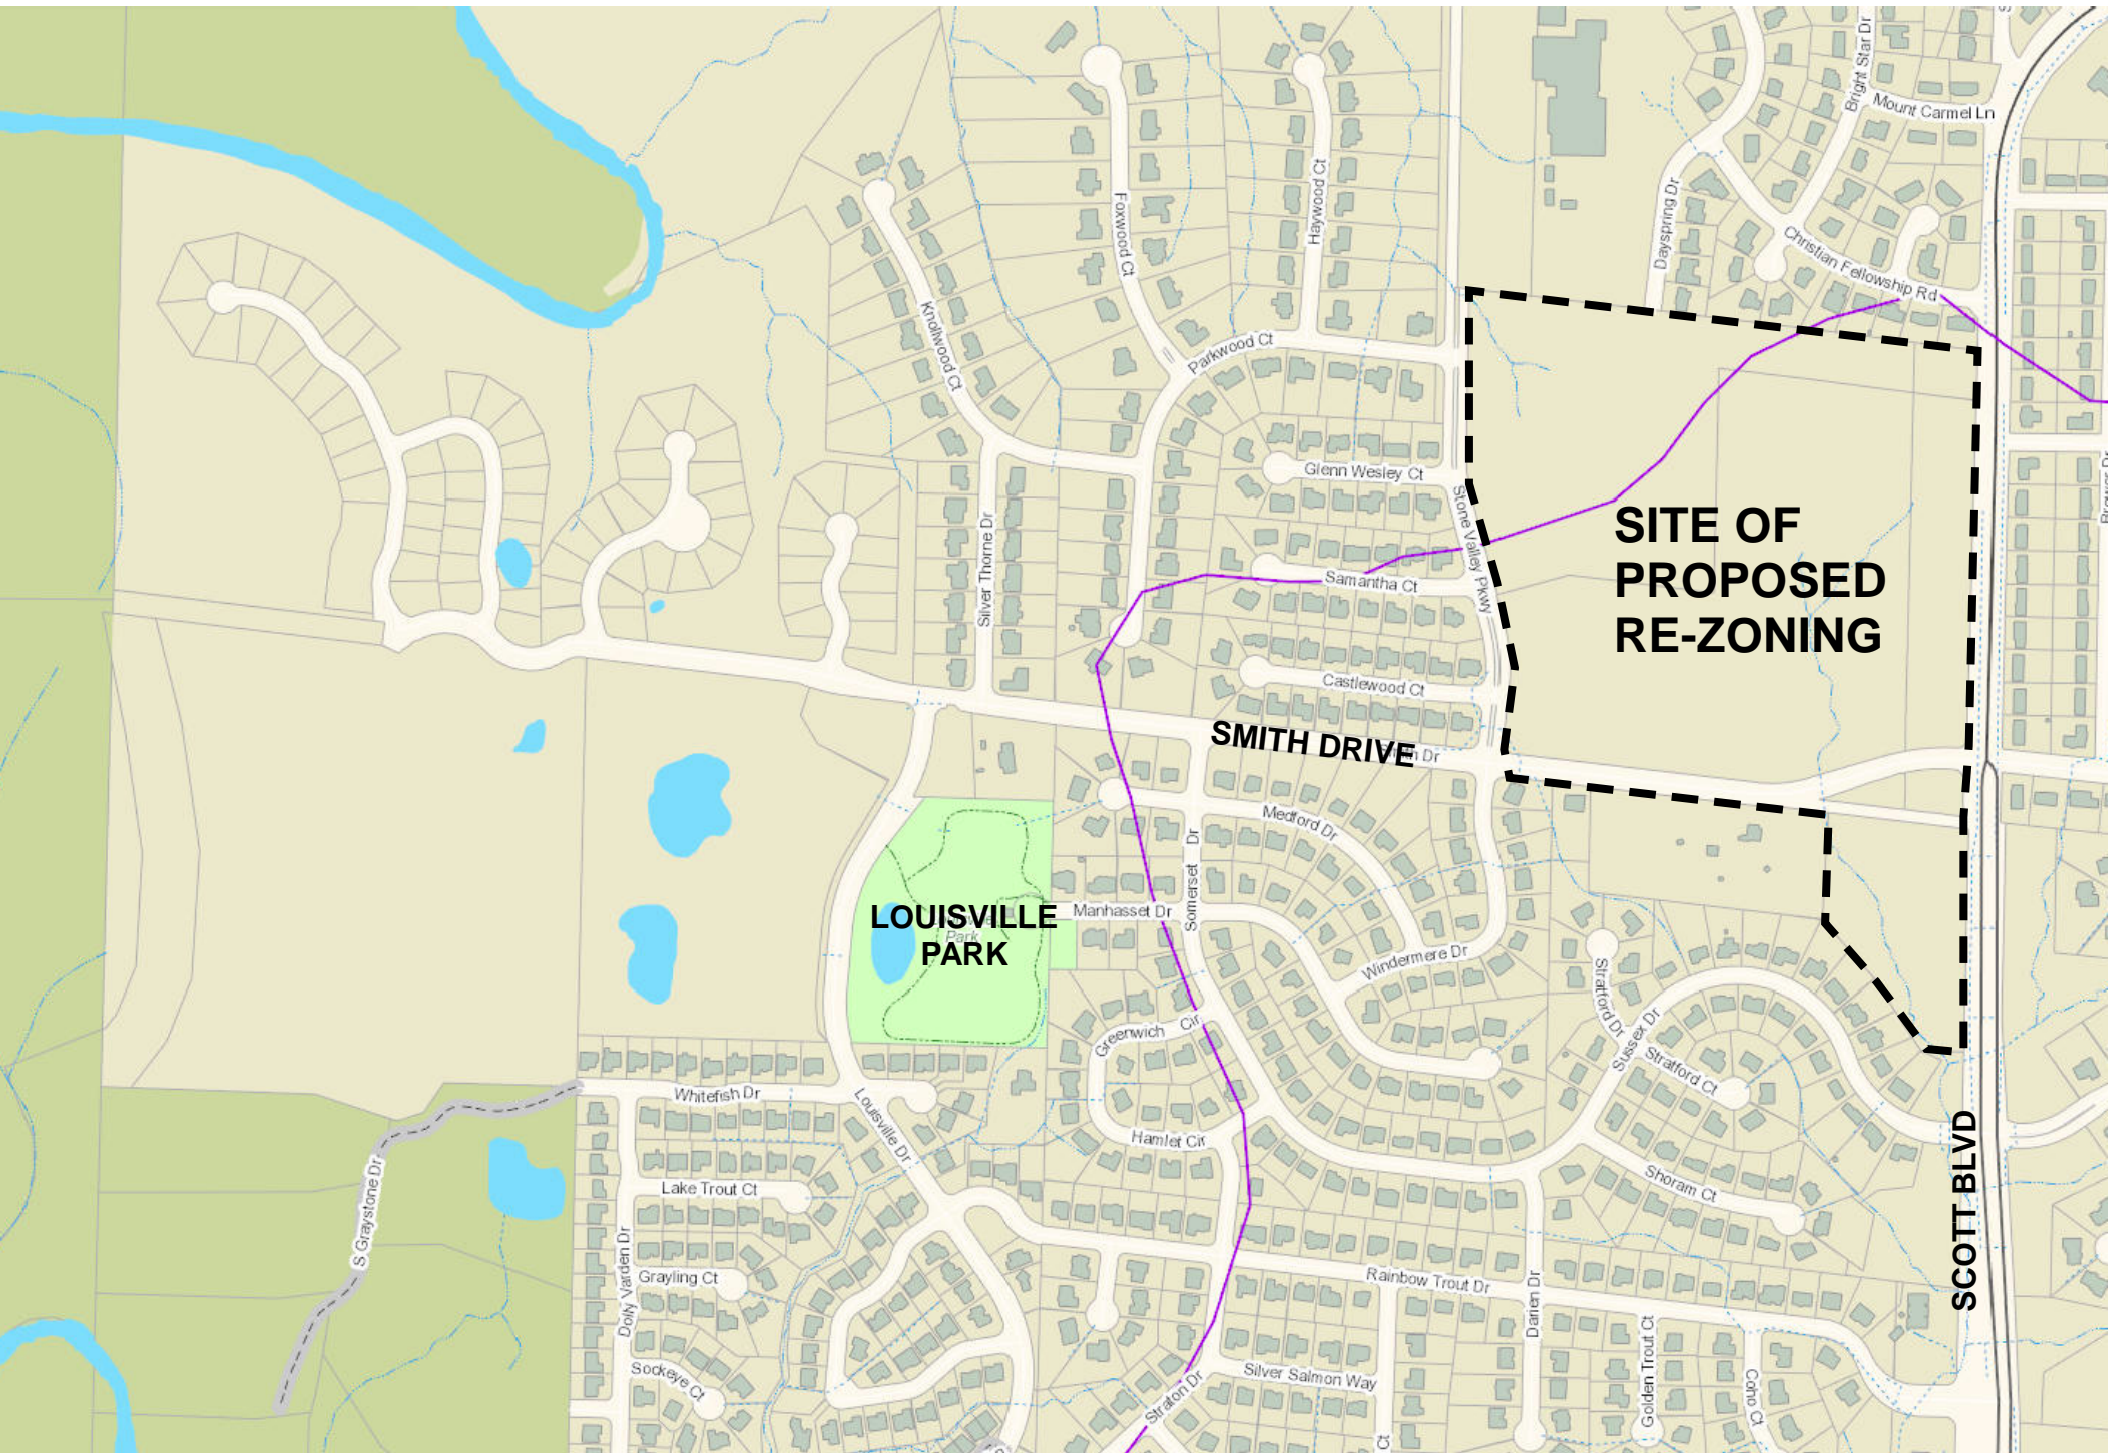 Bright Star Dr
Mount Carmel Ln
Dayspring Dr
Christian Fellowship Rd
Haywood Ct
Foxwood Ct
Knollwood Ct
Parkwood Ct
Glenn Wesley Ct
Stone Valley Pkwy
Silver Thorne Dr
Samantha Ct
Castlewood Ct
SITE OF
PROPOSED
RE-ZONING
SMITH DRIVE
Dr
Medford Dr
Somerset Dr
LOUISVILLE
PARK
Park
Manhasset Dr
Windermere Dr
Stratford Dr
Sussex Dr
Stratford Ct
Greenwich Cir
Hamlet Cir
Whitefish Dr
Louisville Dr
Lake Trout Ct
S Graystone Dr
Dolly Varden Dr
Grayling Ct
Sockeye Ct
Shoram Ct
SCOTT BLVD
Rainbow Trout Dr
Darien Dr
Golden Trout Ct
Coho Ct
Silver Salmon Way
Straton Dr
Ct